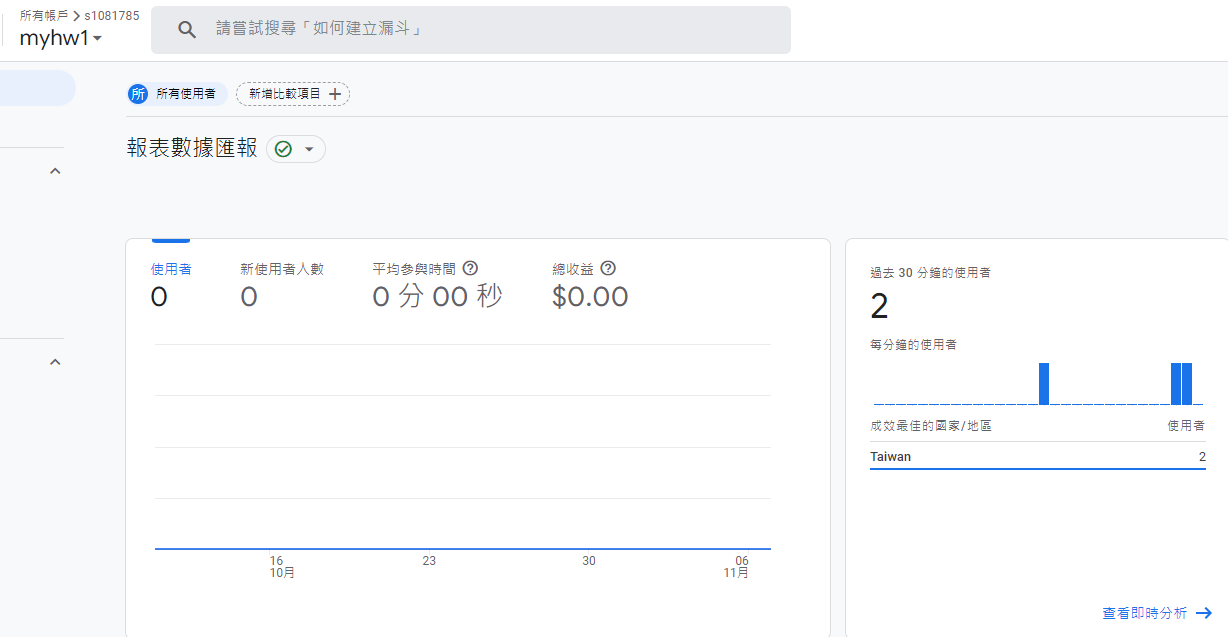 所有帳戶 > s1081785
myhw1
請嘗試搜尋「如何建立漏斗」
所 所有使用者 新增比較項目 +
報表數據匯報
使用者 新使用者人數 平均參與時間 總收益
0 0 0 分 00 秒 $0.00
16 23 30 06
10月 11月
過去 30 分鐘的使用者
2
每分鐘的使用者
成效最佳的國家/地區 使用者
Taiwan 2
查看即時分析